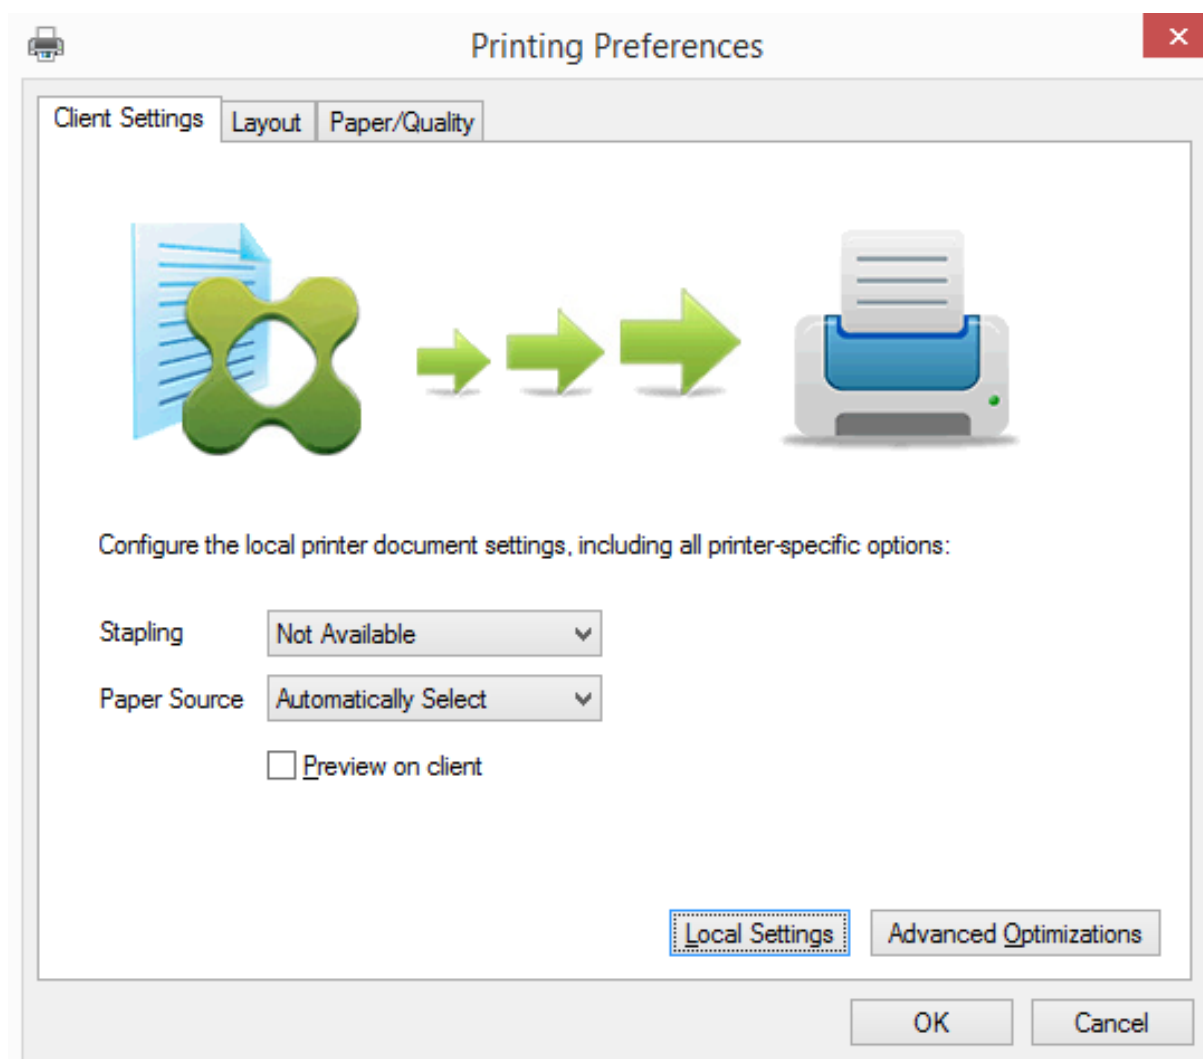 Printing Preferences
Client Settings Layout Paper/Quality
Configure the local printer document settings, including all printer-specific options:
Stapling Not Available
Paper Source Automatically Select
Preview on client
Local Settings Advanced Optimizations
OK Cancel